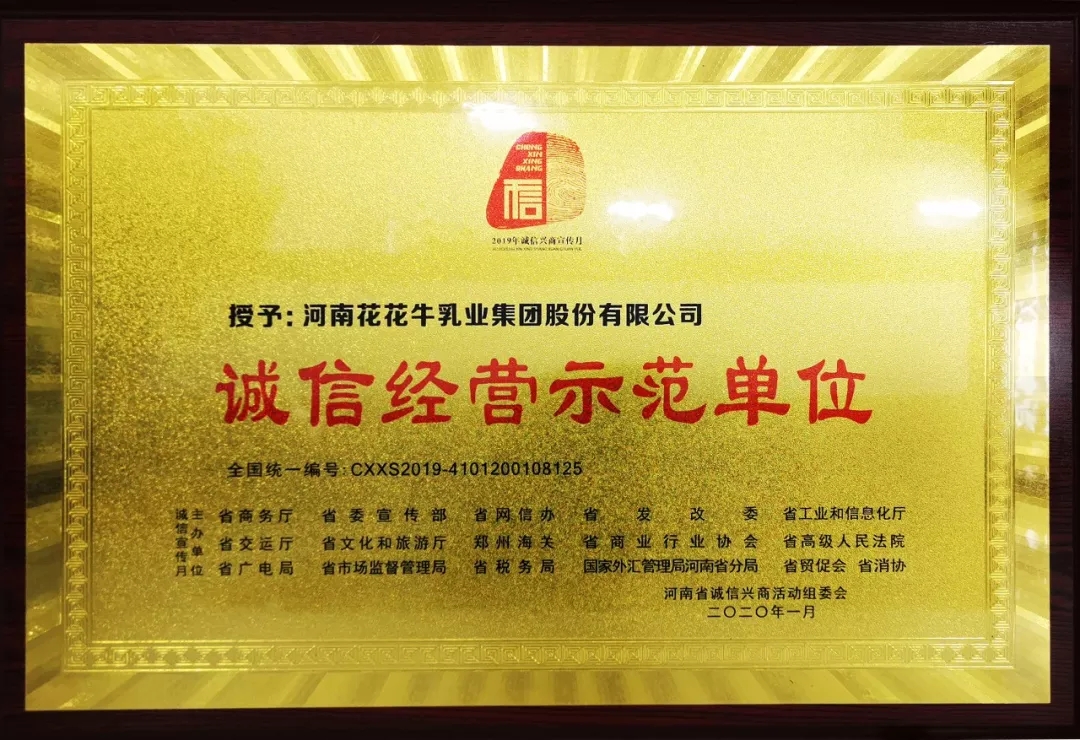 CHENG
XIN
XING
SHANG
信
2019年诚信兴商宣传月
授予：河南花花牛乳业集团股份有限公司
诚信经营示范单位
全国统一编号：CXXS2019-4101200108125
诚信宣传月
主办单位
省商务厅 省委宣传部 省网信办 省发改委 省工业和信息化厅
省交运厅 省文化和旅游厅 郑州海关 省商业行业协会 省高级人民法院
省广电局 省市场监督管理局 省税务局 国家外汇管理局河南省分局 省贸促会 省消协
河南省诚信兴商活动组委会
二〇二〇年一月